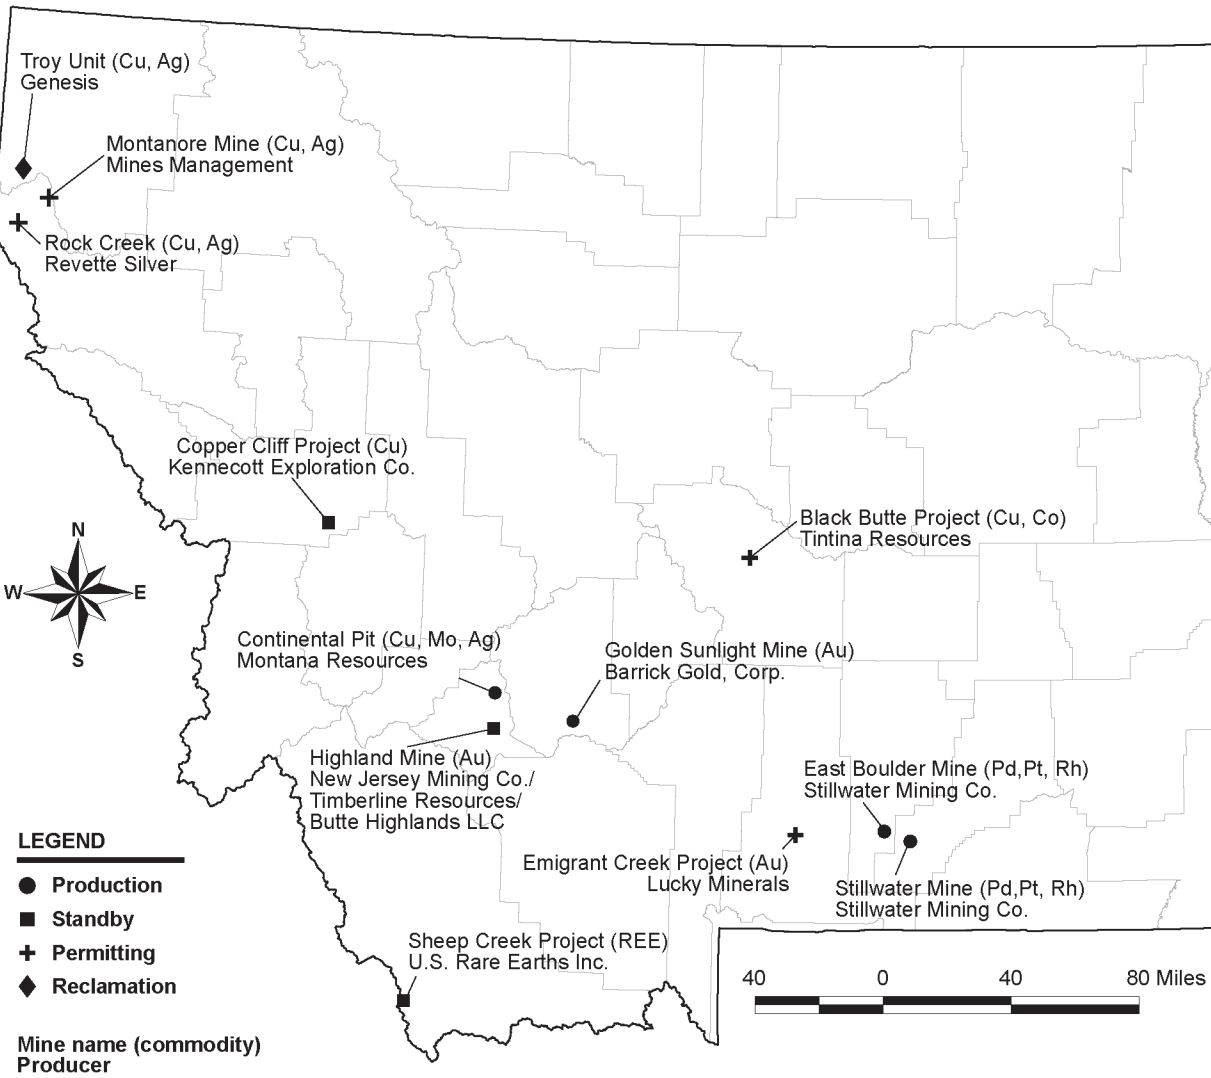 Troy Unit (Cu, Ag)
Genesis
Montanore Mine (Cu, Ag)
Mines Management
Rock Creek (Cu, Ag)
Revette Silver
Copper Cliff Project (Cu)
Kennecott Exploration Co.
Black Butte Project (Cu, Co)
Tintina Resources
N
W
E
S
Continental Pit (Cu, Mo, Ag)
Montana Resources
Golden Sunlight Mine (Au)
Barrick Gold, Corp.
Highland Mine (Au)
New Jersey Mining Co./
Timberline Resources/
Butte Highlands LLC
East Boulder Mine (Pd,Pt, Rh)
Stillwater Mining Co.
Emigrant Creek Project (Au)
Lucky Minerals
Stillwater Mine (Pd,Pt, Rh)
Stillwater Mining Co.
Sheep Creek Project (REE)
U.S. Rare Earths Inc.
LEGEND
Production
Standby
Permitting
Reclamation
Mine name (commodity)
Producer
40 0 40 80 Miles